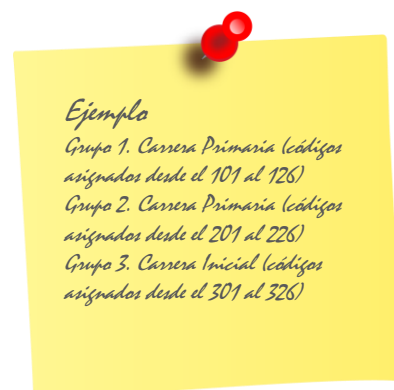 Ejemplo
Grupo 1. Carrera Primaria (códigos
asignados desde el 101 al 126)
Grupo 2. Carrera Primaria (códigos
asignados desde el 201 al 226)
Grupo 3. Carrera Inicial (códigos
asignados desde el 301 al 326)